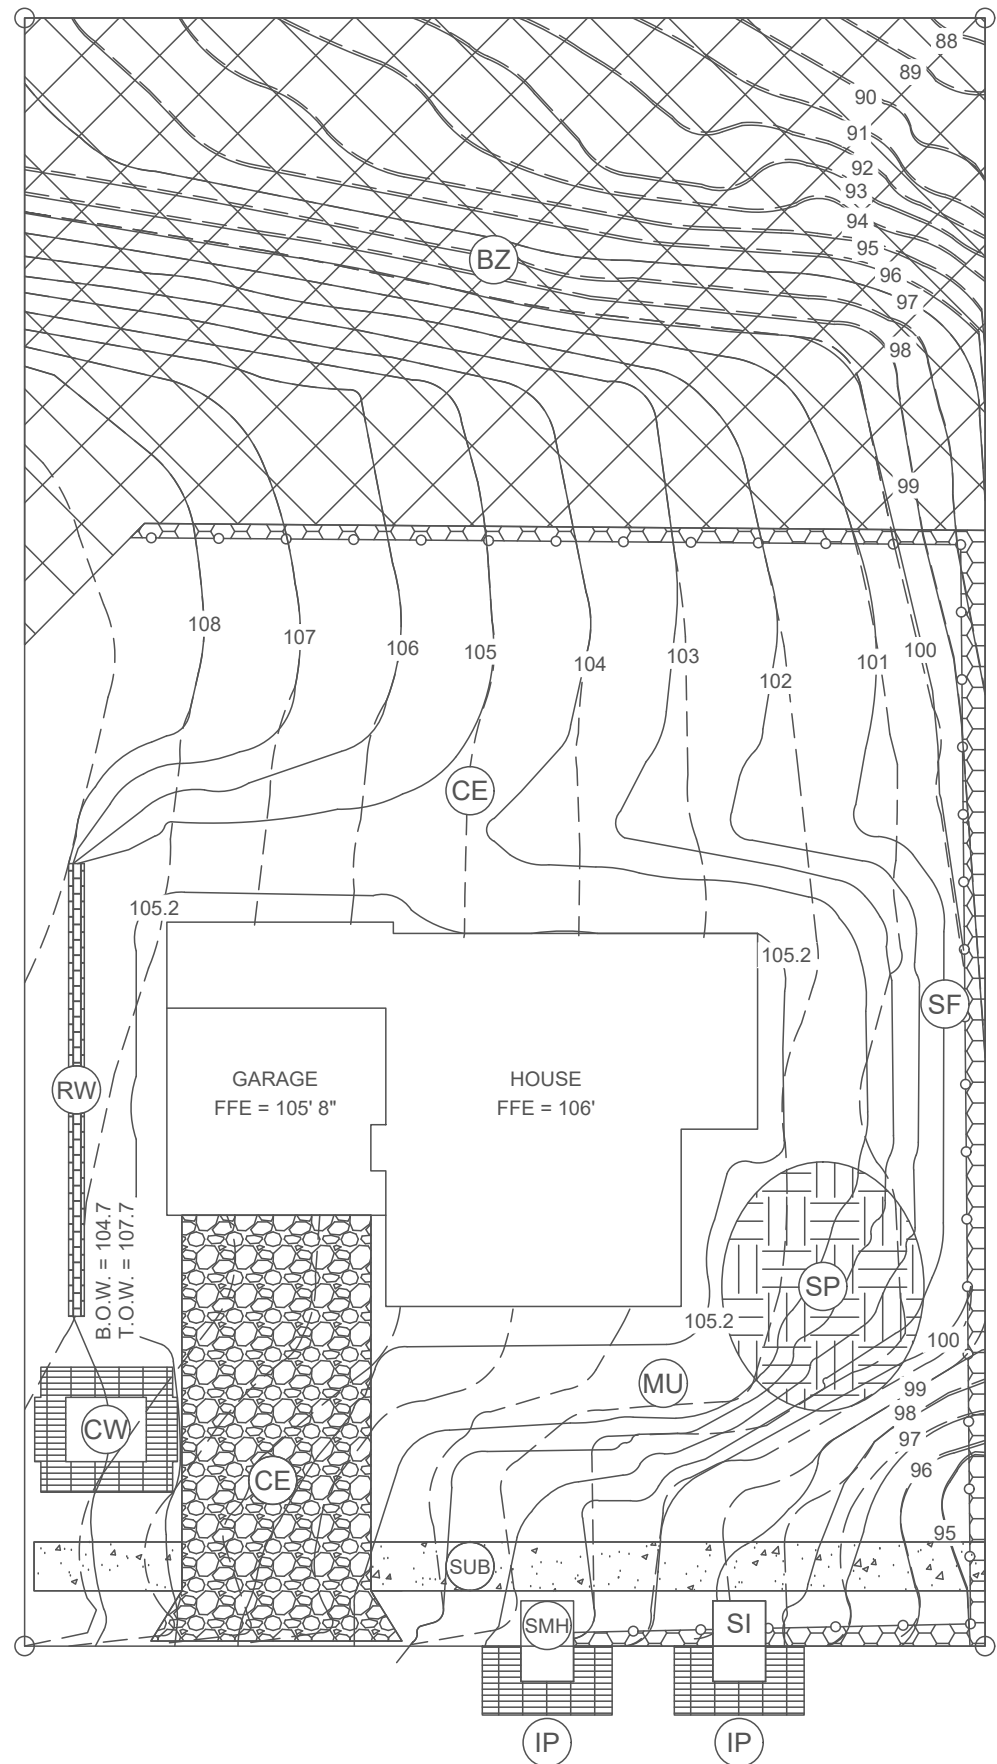 88
89
90
91
92
93
94
95
BZ
96
97
98
99
108
107
106
105
104
103
102
101
100
CE
105.2
105.2
SF
RW
GARAGE
FFE = 105' 8"
HOUSE
FFE = 106'
B.O.W. = 104.7
T.O.W. = 107.7
SP
105.2
100
MU
99
98
97
96
95
CW
CE
SUB
SMH
SI
IP
IP